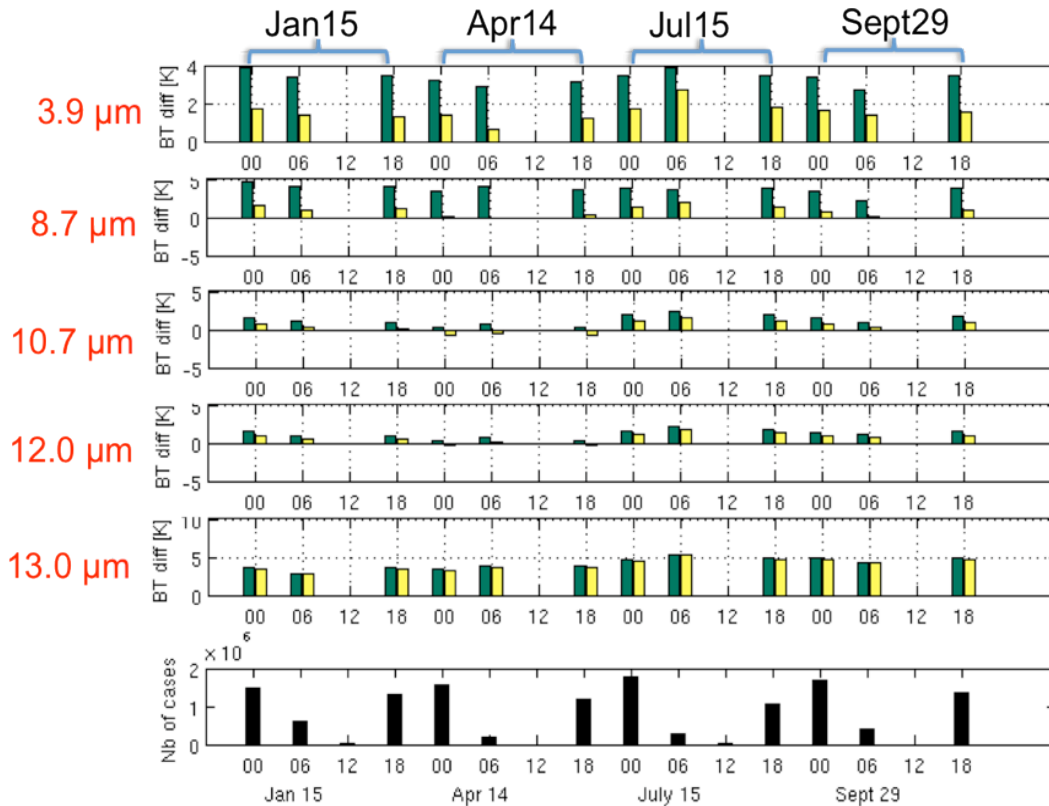 Jan15 Apr14 Jul15 Sept29
3.9 µm
BT diff [K]
4
2
0
00 06 12 18 00 06 12 18 00 06 12 18 00 06 12 18
8.7 µm
BT diff [K]
5
0
-5
00 06 12 18 00 06 12 18 00 06 12 18 00 06 12 18
10.7 µm
BT diff [K]
5
0
-5
00 06 12 18 00 06 12 18 00 06 12 18 00 06 12 18
12.0 µm
BT diff [K]
5
0
-5
00 06 12 18 00 06 12 18 00 06 12 18 00 06 12 18
13.0 µm
BT diff [K]
10
5
0
00 06 12 18 00 06 12 18 00 06 12 18 00 06 12 18
× 10 6
Nb of cases
2
1
0
00 06 12 18 00 06 12 18 00 06 12 18 00 06 12 18
Jan 15 Apr 14 July 15 Sept 29